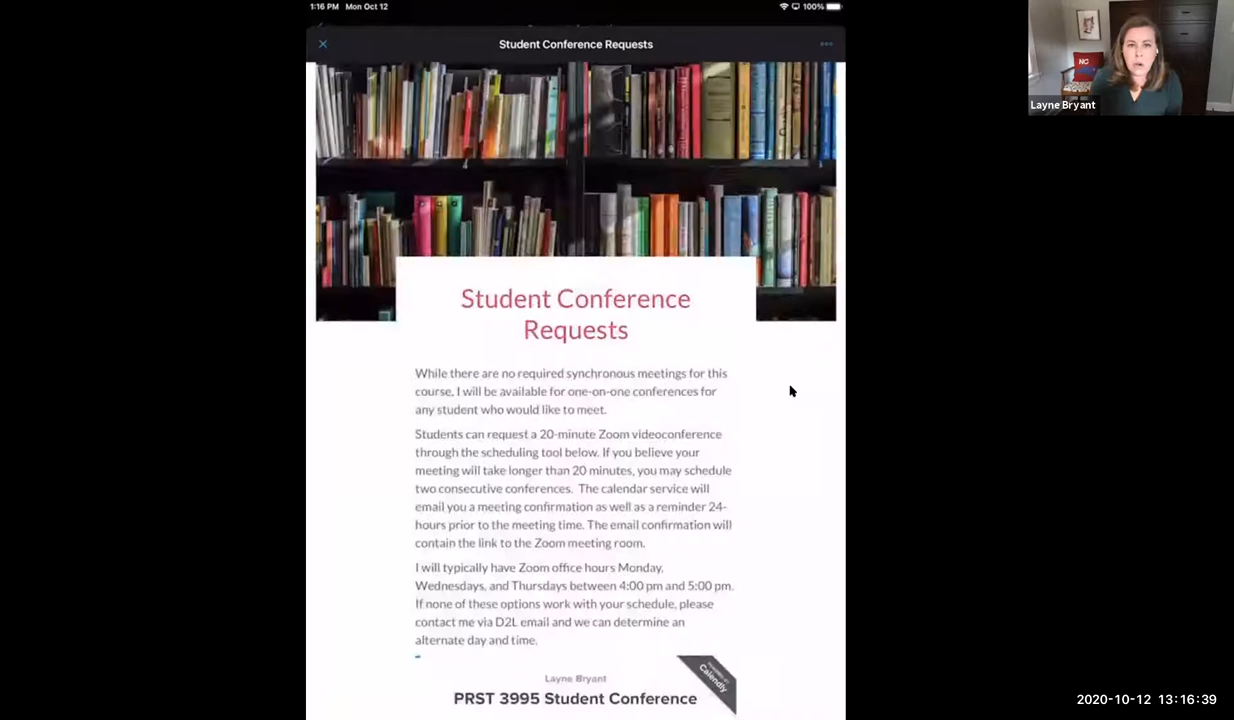 1:16 PM Mon Oct 12
100%
Student Conference Requests
NC
Layne Bryant
Student Conference
Requests
While there are no required synchronous meetings for this
course, I will be available for one-on-one conferences for
any student who would like to meet.
Students can request a 20-minute Zoom videoconference
through the scheduling tool below. If you believe your
meeting will take longer than 20 minutes, you may schedule
two consecutive conferences. The calendar service will
email you a meeting confirmation as well as a reminder 24-
hours prior to the meeting time. The email confirmation will
contain the link to the Zoom meeting room.
I will typically have Zoom office hours Monday,
Wednesdays, and Thursdays between 4:00 pm and 5:00 pm.
If none of these options work with your schedule, please
contact me via D2L email and we can determine an
alternate day and time.
Calendly
Layne Bryant
PRST 3995 Student Conference
2020-10-12 13:16:39